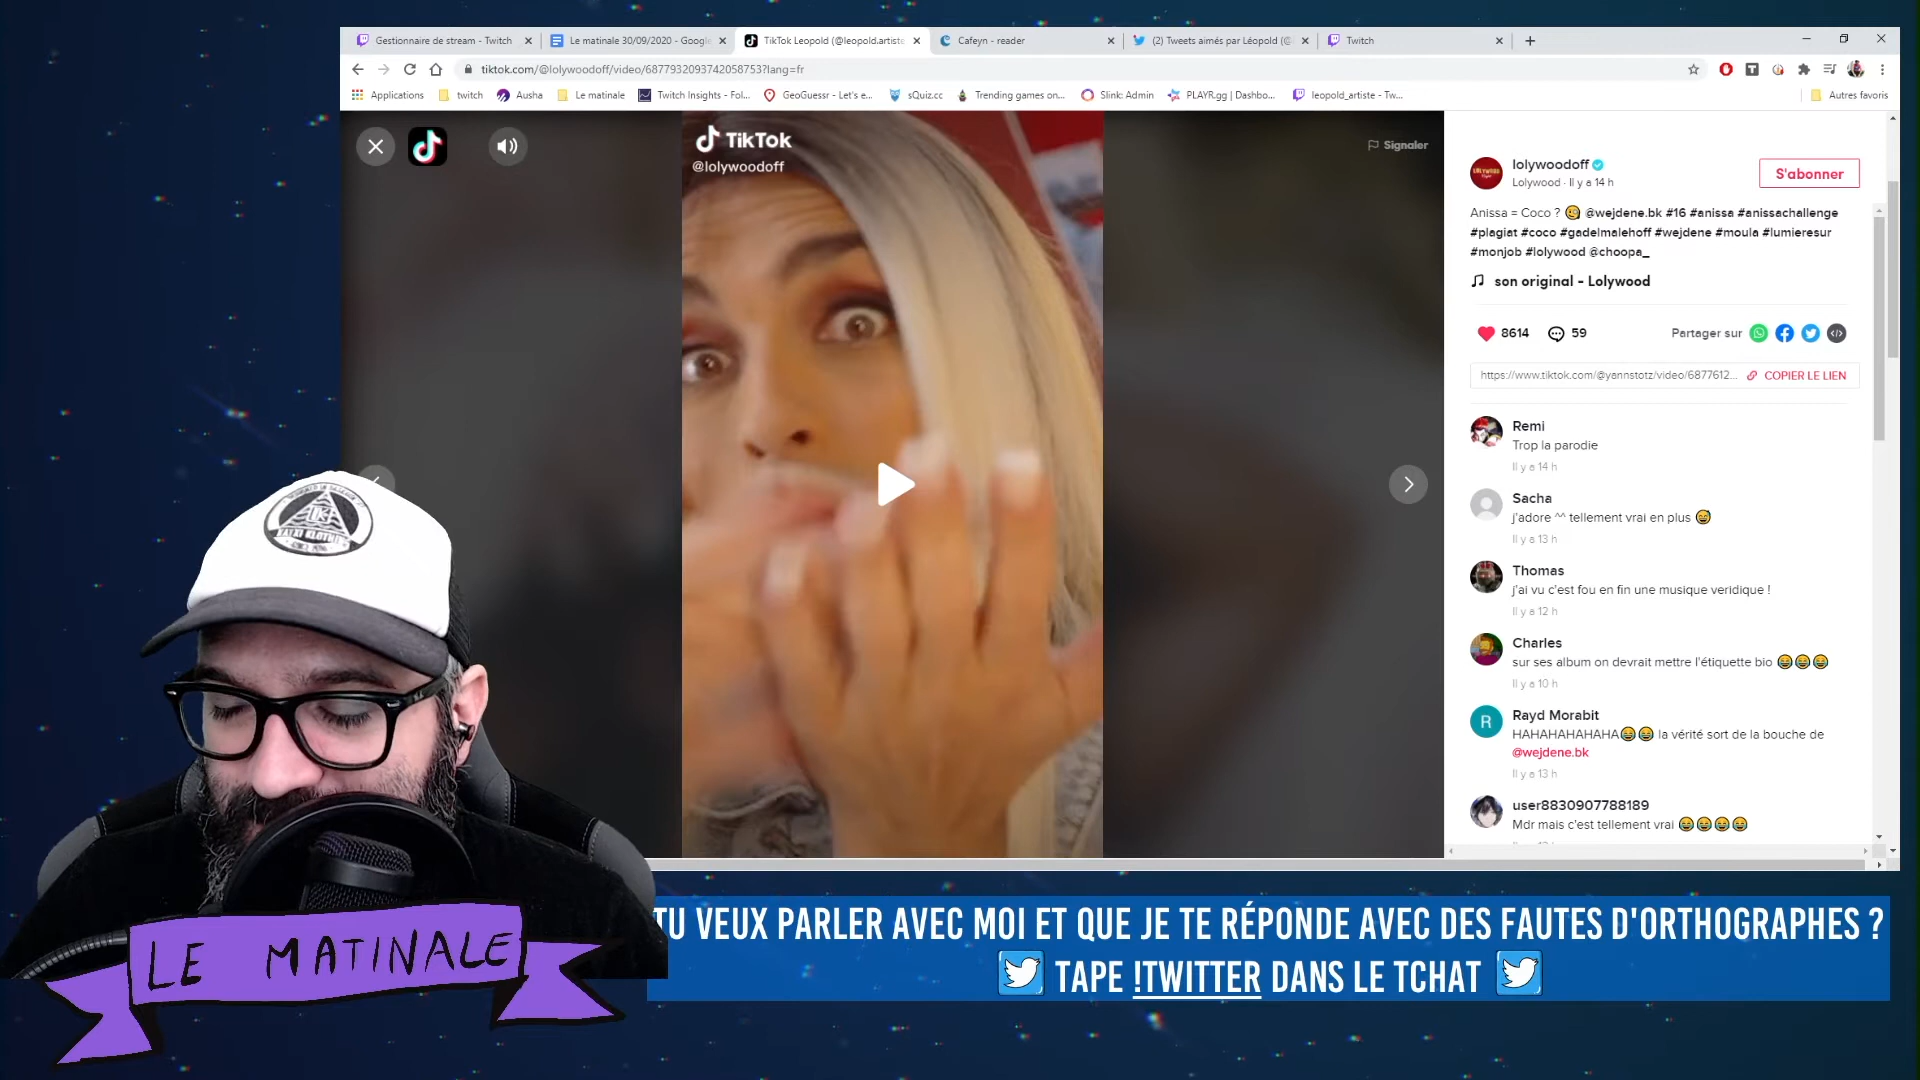 Gestionnaire de stream - Twitch
Le matinale 30/09/2020 - Google
TikTok Leopold (@leopold.artiste
Cafeyn - reader
(2) Tweets aimés par Léopold (@
Twitch
tiktok.com/@lolywoodoff/video/6877932093742058753?lang=fr
Applications
twitch
Ausha
Le matinale
Twitch Insights - Fol...
GeoGuessr - Let's e...
sQuiz.cc
Trending games on...
Slink: Admin
PLAYR.gg | Dashbo...
leopold_artiste - Tw...
Autres favoris
TikTok
@lolywoodoff
Signaler
lolywoodoff
Lolywood · Il y a 14 h
S'abonner
Anissa = Coco ? 🥴 @wejdene.bk #16 #anissa #anissachallenge
#plagiat #coco #gadelmalehoff #wejdene #moula #lumieresur
#monjob #lolywood @choopa_
son original - Lolywood
8614
59
Partager sur
https://www.tiktok.com/@yannstotz/video/6877612...
COPIER LE LIEN
Remi
Trop la parodie
Il y a 14 h
Sacha
j'adore ^^ tellement vrai en plus 😅
Il y a 13 h
Thomas
j'ai vu c'est fou en fin une musique veridique !
Il y a 12 h
Charles
sur ses album on devrait mettre l'étiquette bio 😂😂😂
Il y a 10 h
R
Rayd Morabit
HAHAHAHAHAHA😂😂 la vérité sort de la bouche de
@wejdene.bk
Il y a 13 h
user8830907788189
Mdr mais c'est tellement vrai 😂😂😂😂
LE MATINALE
TU VEUX PARLER AVEC MOI ET QUE JE TE RÉPONDE AVEC DES FAUTES D'ORTHOGRAPHES ?
TAPE !TWITTER DANS LE TCHAT